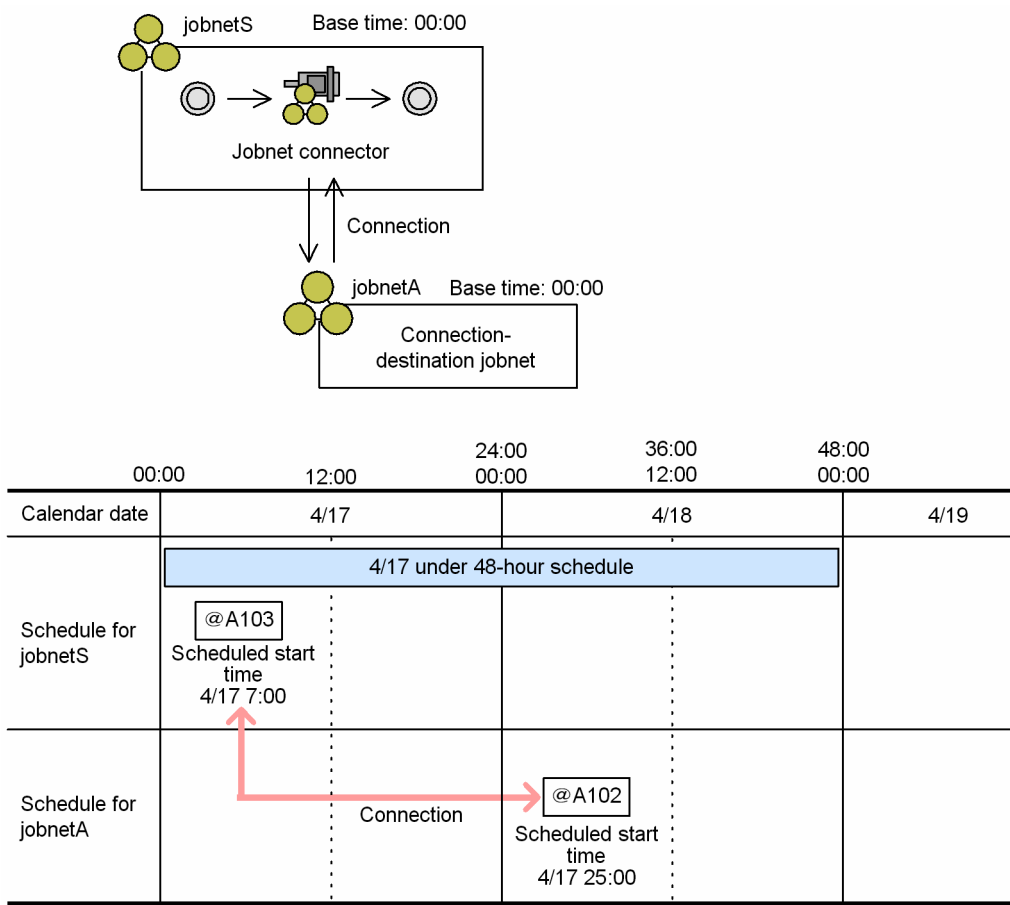 jobnetS
Base time: 00:00
Jobnet connector
Connection
jobnetA
Base time: 00:00
Connection-
destination jobnet
24:00
36:00
48:00
00:00
12:00
00:00
12:00
00:00
Calendar date
4/17
4/18
4/19
4/17 under 48-hour schedule
Schedule for
jobnetS
@A103
Scheduled start
time
4/17 7:00
Schedule for
jobnetA
Connection
@A102
Scheduled start
time
4/17 25:00